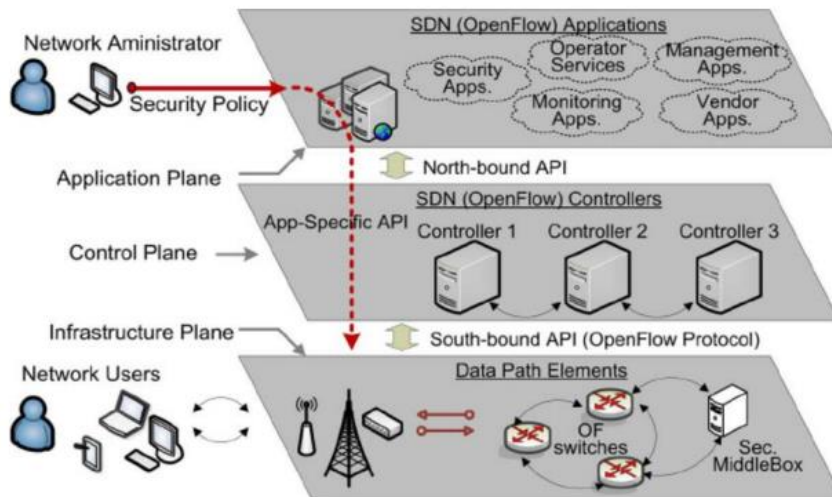 SDN (OpenFlow) Applications
Network Aministrator
Security Policy
Security
Apps.
Operator
Services
Management
Apps.
Monitoring
Apps.
Vendor
Apps.
Application Plane
North-bound API
SDN (OpenFlow) Controllers
App-Specific API
Controller 1
Controller 2
Controller 3
Control Plane
Infrastructure Plane
South-bound API (OpenFlow Protocol)
Network Users
Data Path Elements
OF
switches
Sec.
MiddleBox